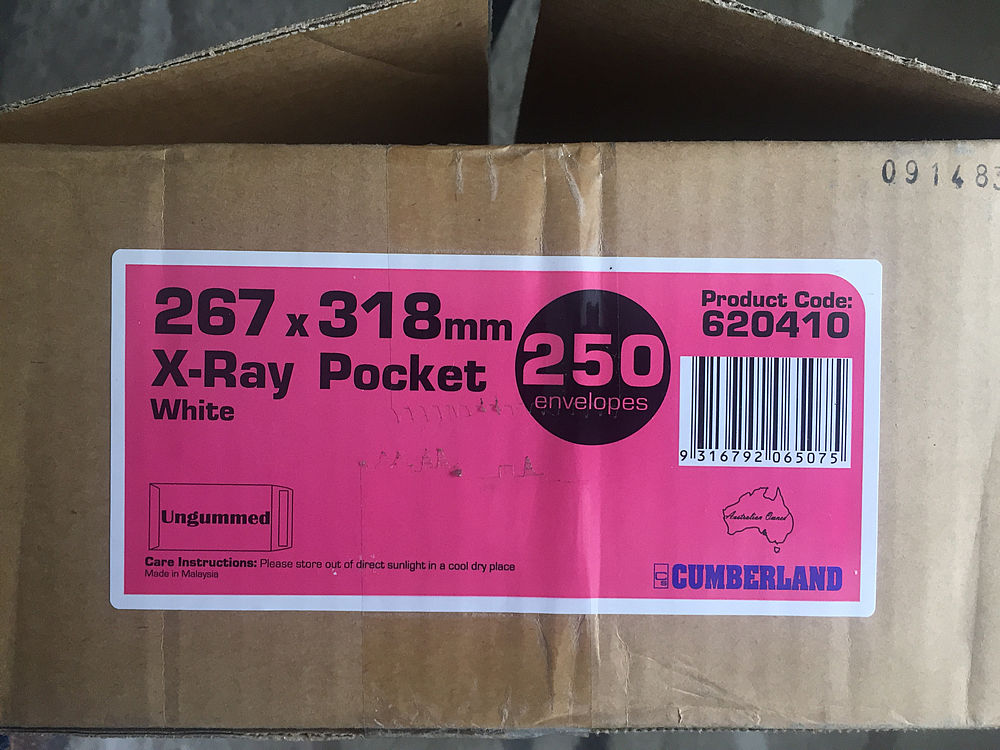 091483
267 x 318mm
X-Ray Pocket
White
250
envelopes
Product Code:
620410
9 316792 065075
Ungummed
Australian Owned
Care Instructions: Please store out of direct sunlight in a cool dry place
Made in Malaysia
CS CUMBERLAND